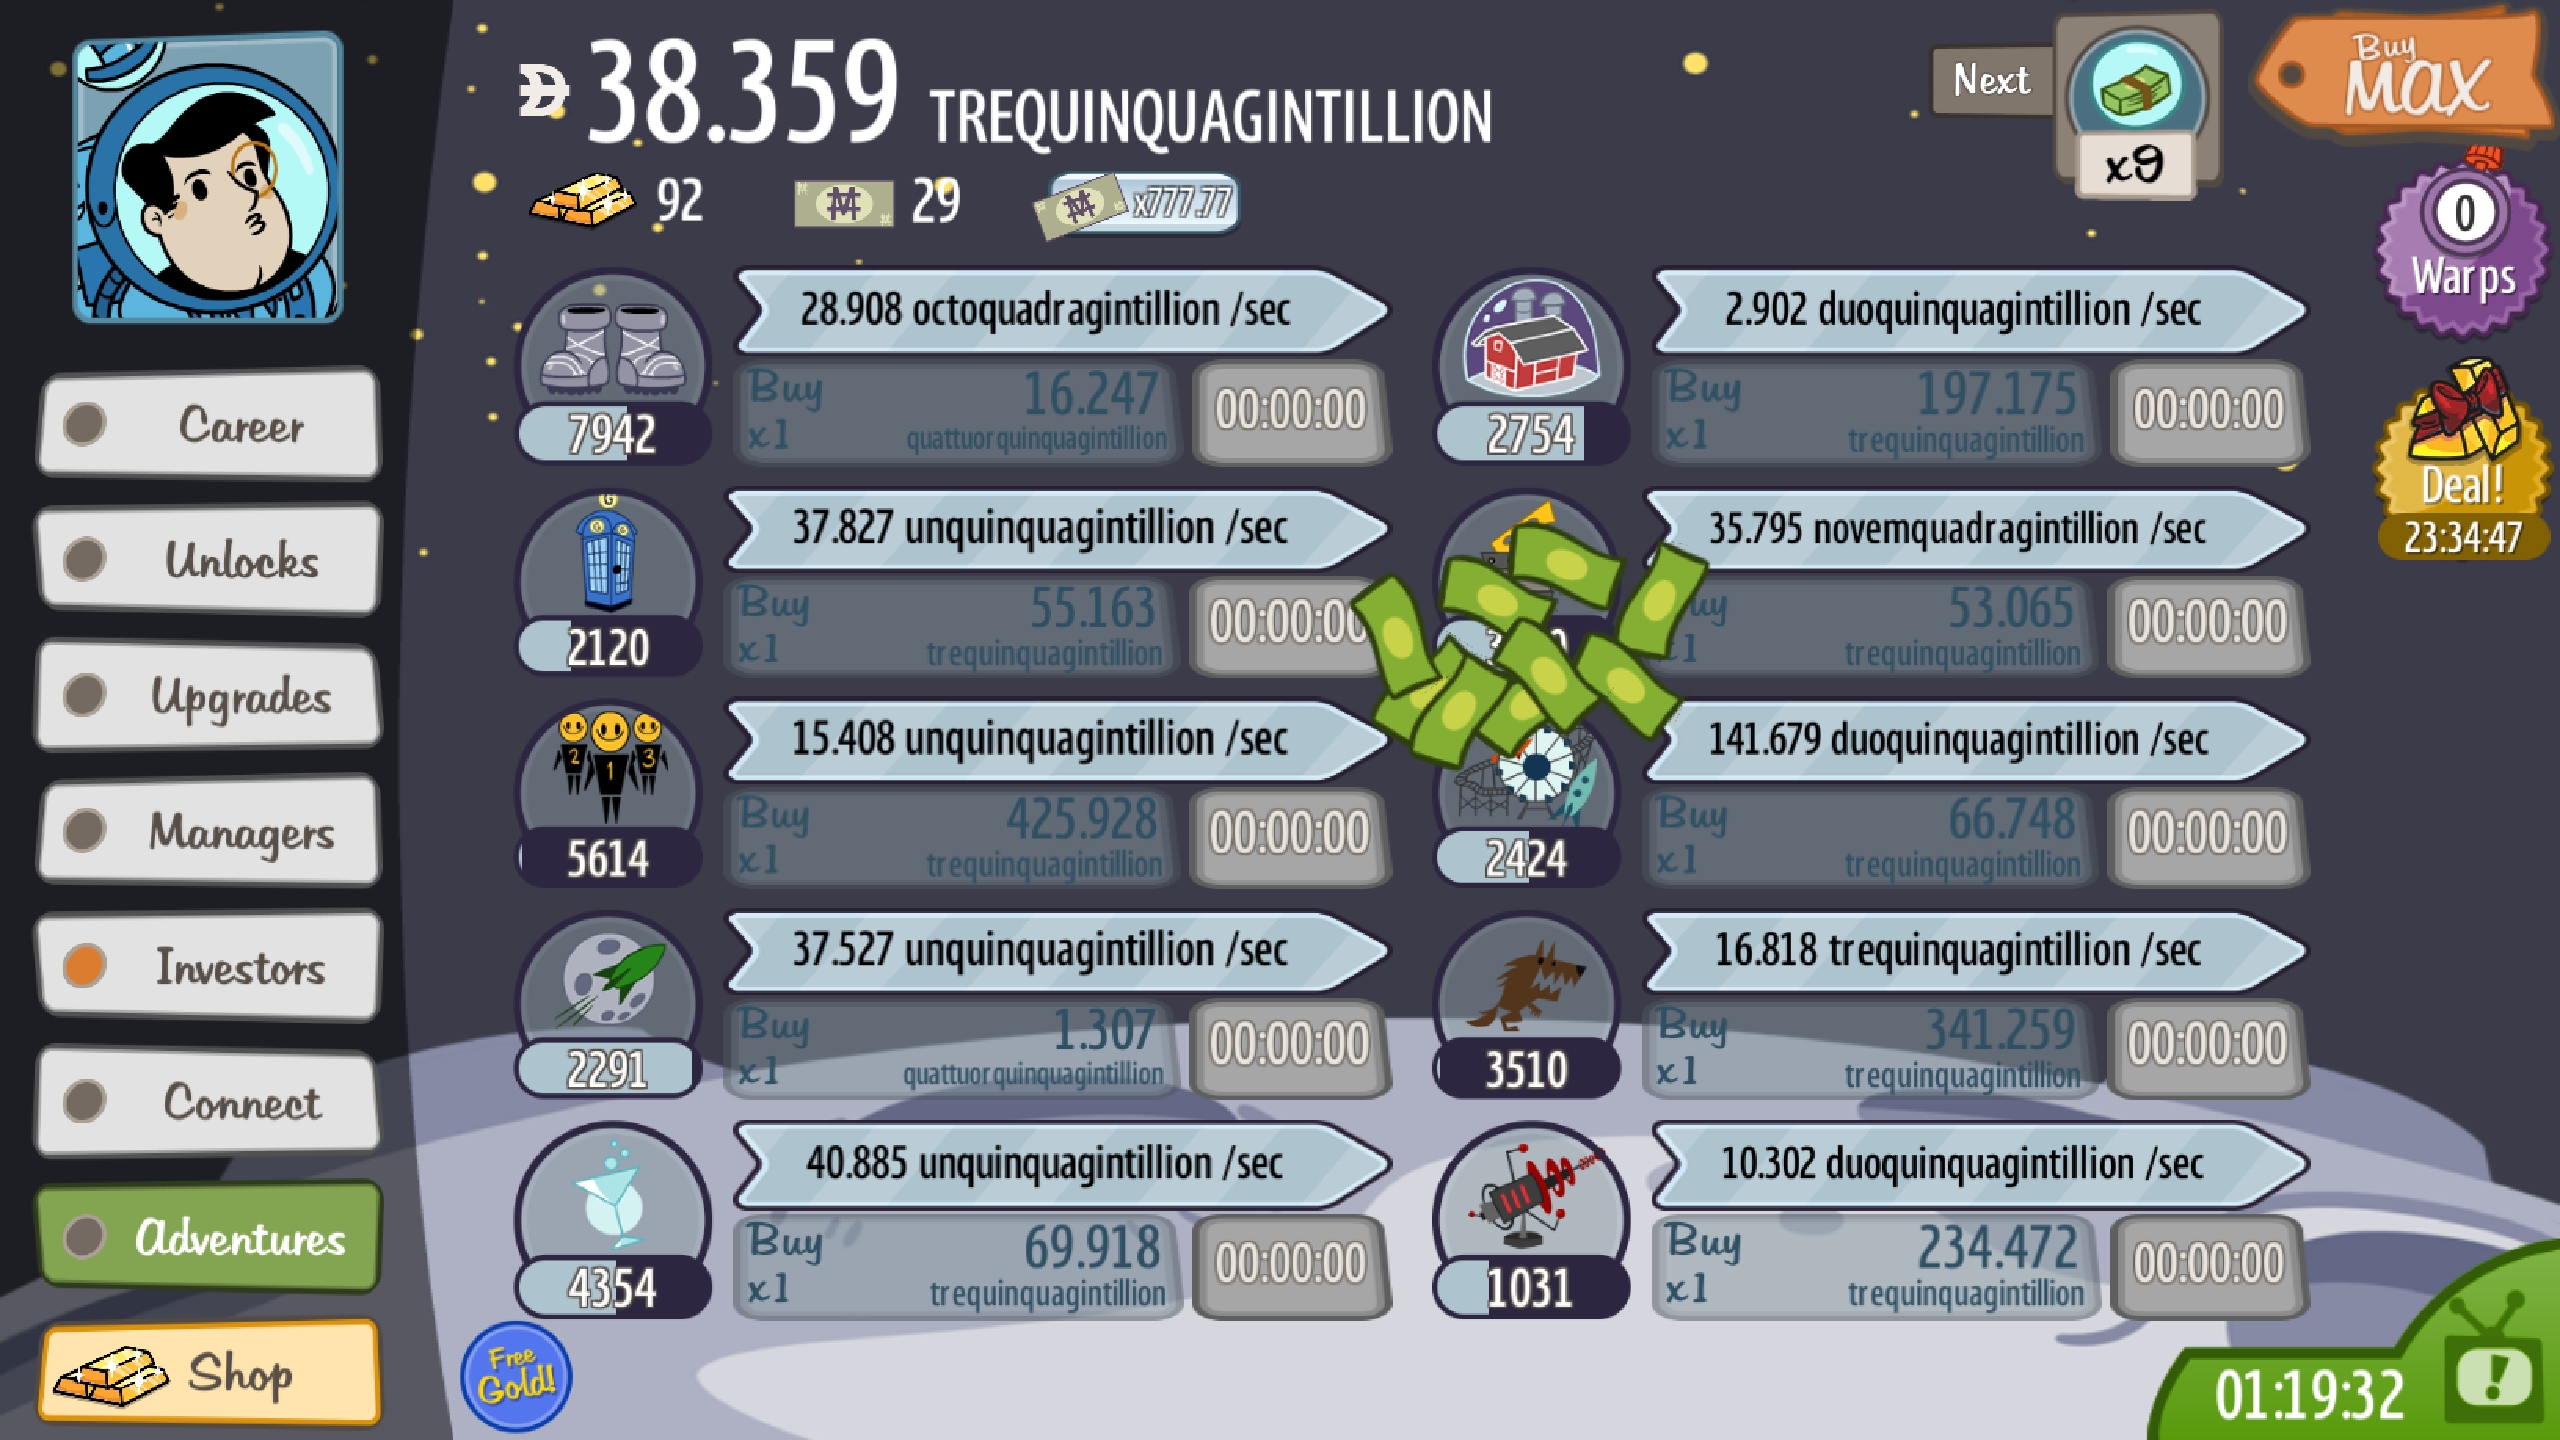 38.359 TREQUINQUAGINTILLION
92
29
x777.77
Next
x9
Buy
MAX
0
Warps
Deal!
23:34:47
Career
Unlocks
Upgrades
Managers
Investors
Connect
Adventures
Shop
28.908 octoquadragintillion /sec
Buy
x1
16.247
quattuorquinquagintillion
00:00:00
7942
37.827 unquinquagintillion /sec
Buy
x1
55.163
trequinquagintillion
00:00:00
G
2120
15.408 unquinquagintillion /sec
Buy
x1
425.928
trequinquagintillion
00:00:00
2 1 3
5614
37.527 unquinquagintillion /sec
Buy
x1
1.307
quattuorquinquagintillion
00:00:00
2291
40.885 unquinquagintillion /sec
Buy
x1
69.918
trequinquagintillion
00:00:00
4354
2.902 duoquinquagintillion /sec
Buy
x1
197.175
trequinquagintillion
00:00:00
2754
35.795 novemquadragintillion /sec
53.065
trequinquagintillion
00:00:00
141.679 duoquinquagintillion /sec
Buy
x1
66.748
trequinquagintillion
00:00:00
2424
16.818 trequinquagintillion /sec
Buy
x1
341.259
trequinquagintillion
00:00:00
3510
10.302 duoquinquagintillion /sec
Buy
x1
234.472
trequinquagintillion
00:00:00
1031
Free
Gold!
01:19:32
!